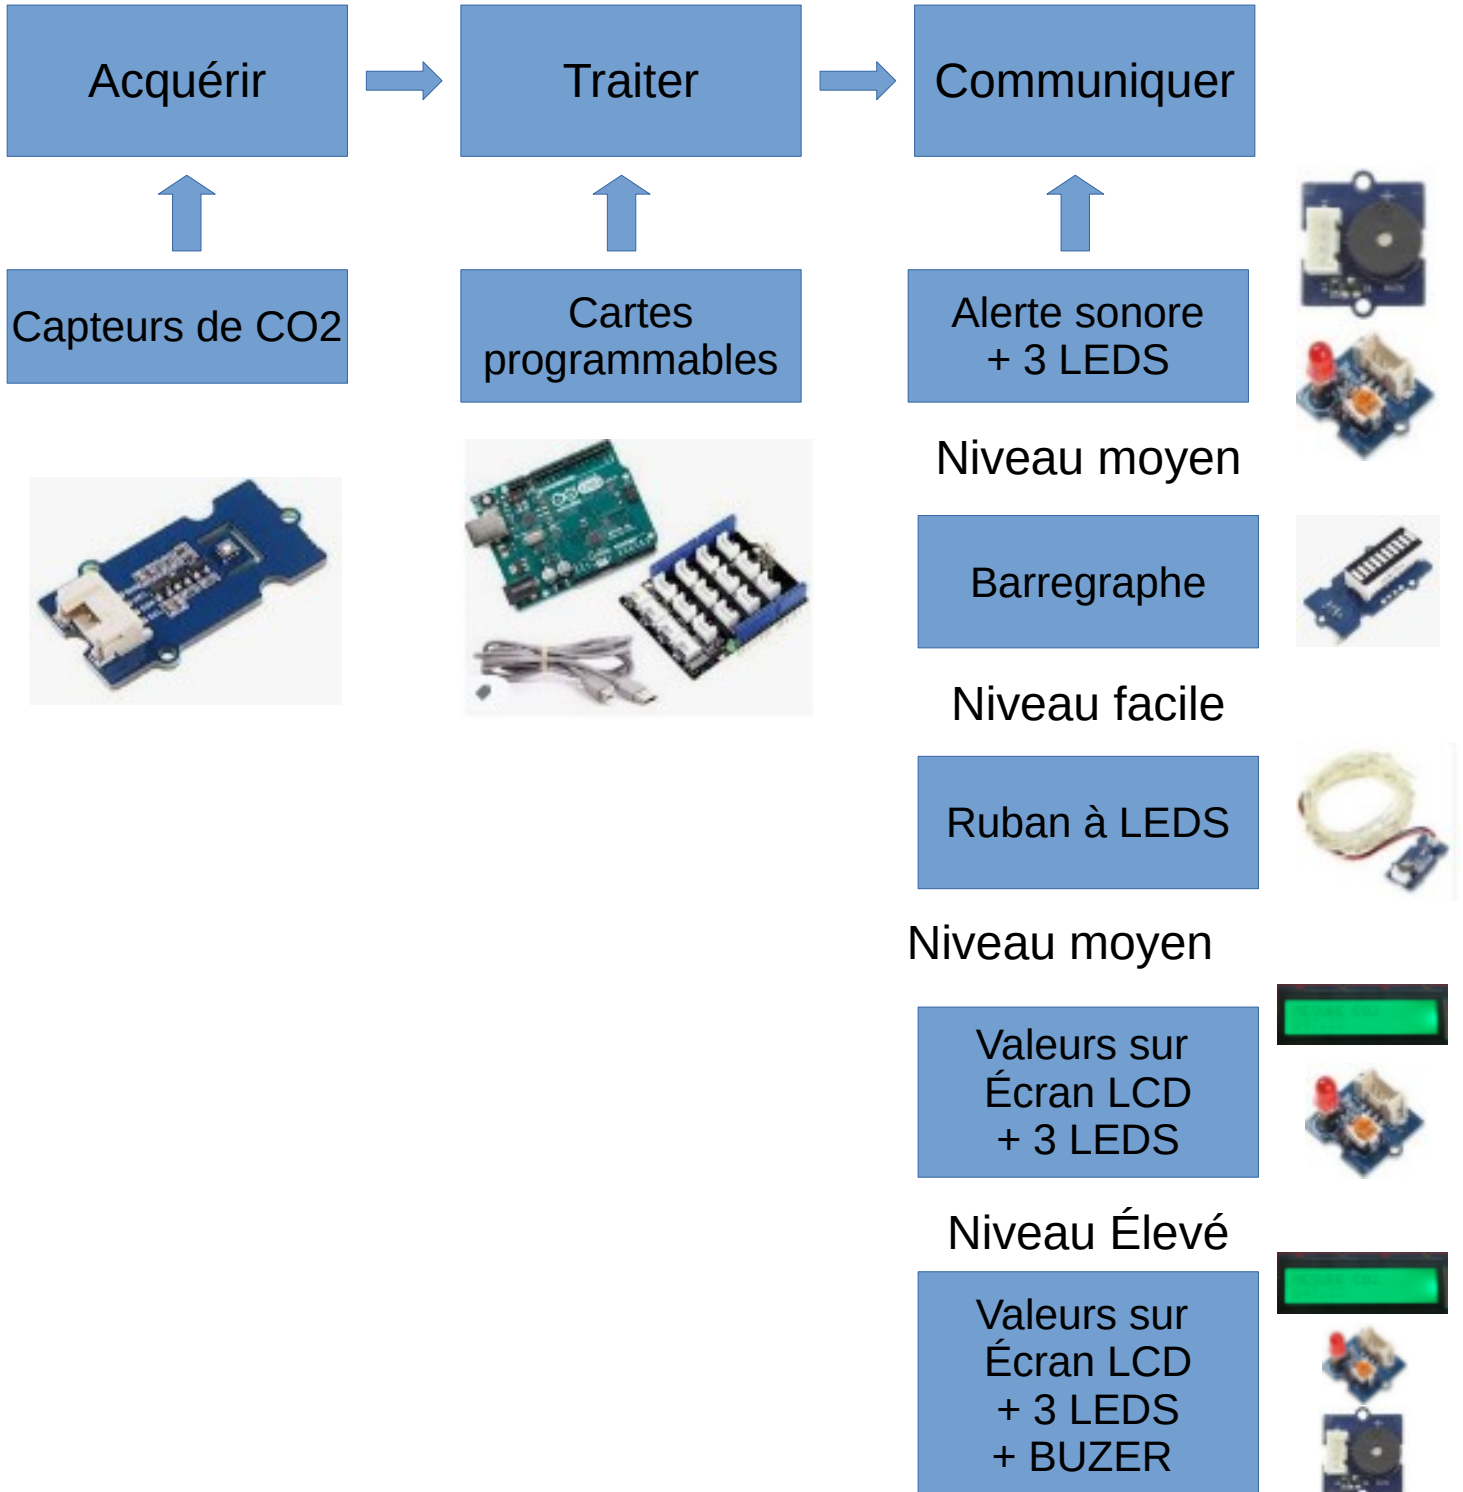 Acquérir
Traiter
Communiquer
Capteurs de CO2
Cartes
programmables
Alerte sonore
+ 3 LEDS
Niveau moyen
Barregraphe
Niveau facile
Ruban à LEDS
Niveau moyen
Valeurs sur
Écran LCD
+ 3 LEDS
Niveau Élevé
Valeurs sur
Écran LCD
+ 3 LEDS
+ BUZER